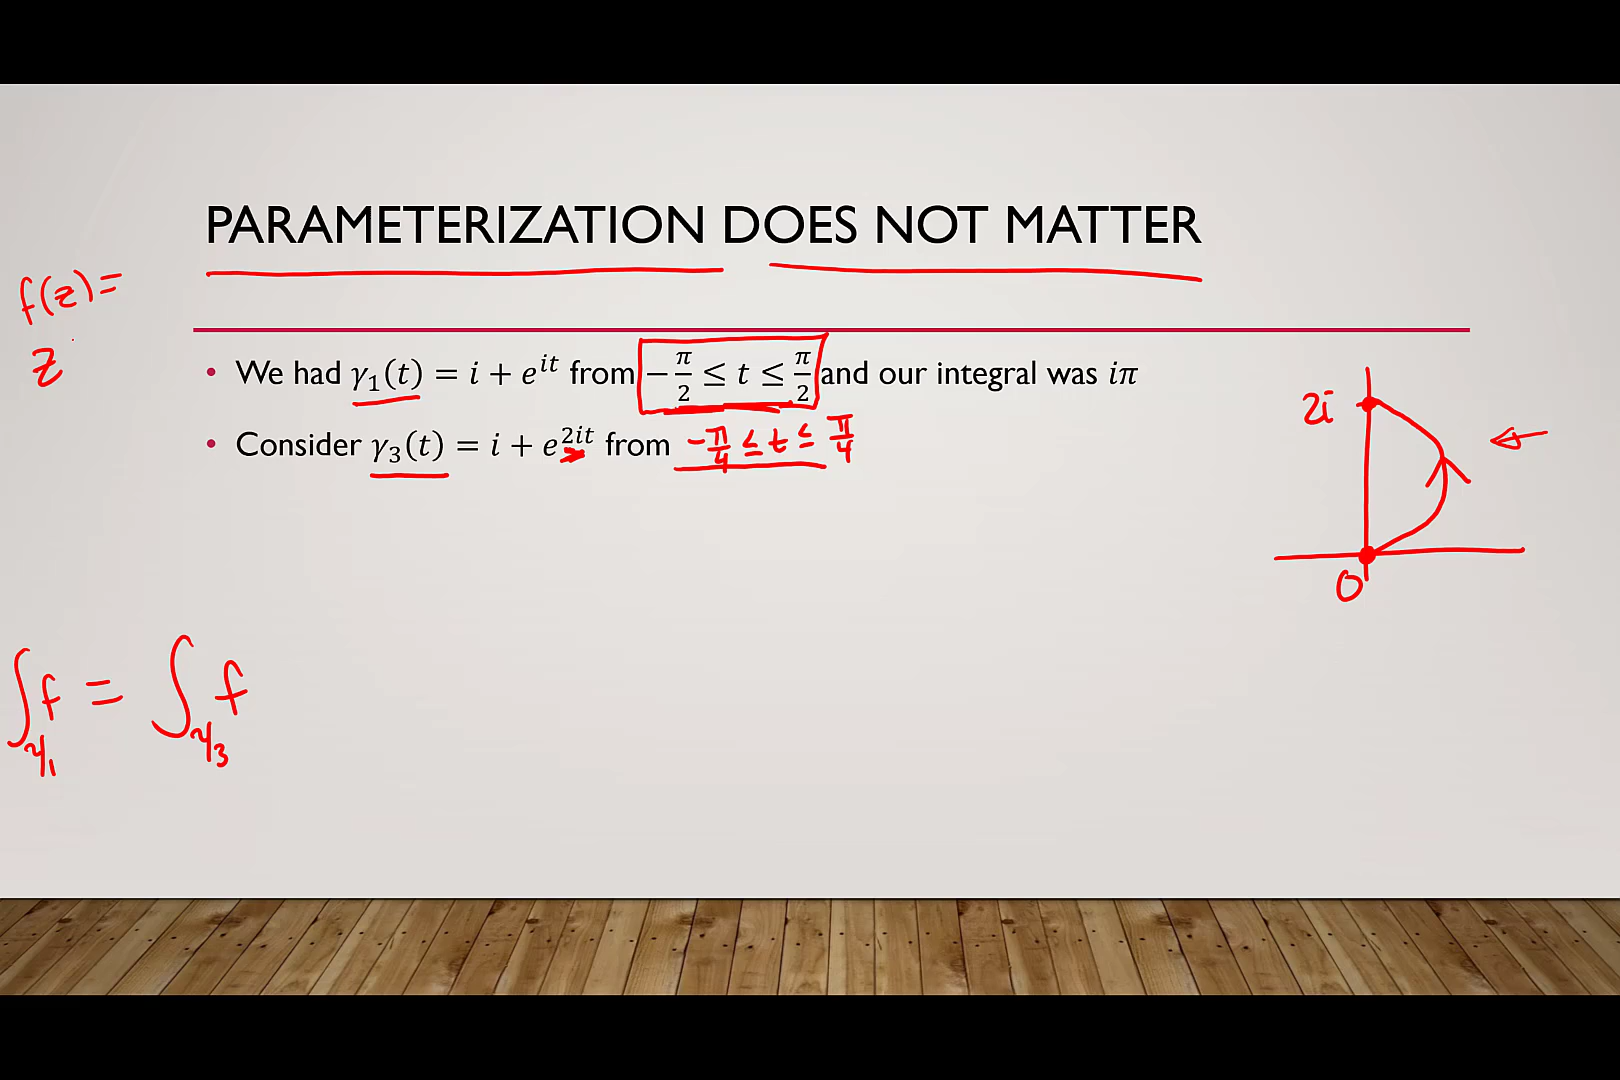 PARAMETERIZATION DOES NOT MATTER
f(z)=
z
• We had γ₁(t) = i + e^{it} from −π/2 ≤ t ≤ π/2 and our integral was iπ
• Consider γ₃(t) = i + e^{2it} from -π/4 ≤ t ≤ π/4
2i
0
∫_{γ₁} f = ∫_{γ₃} f